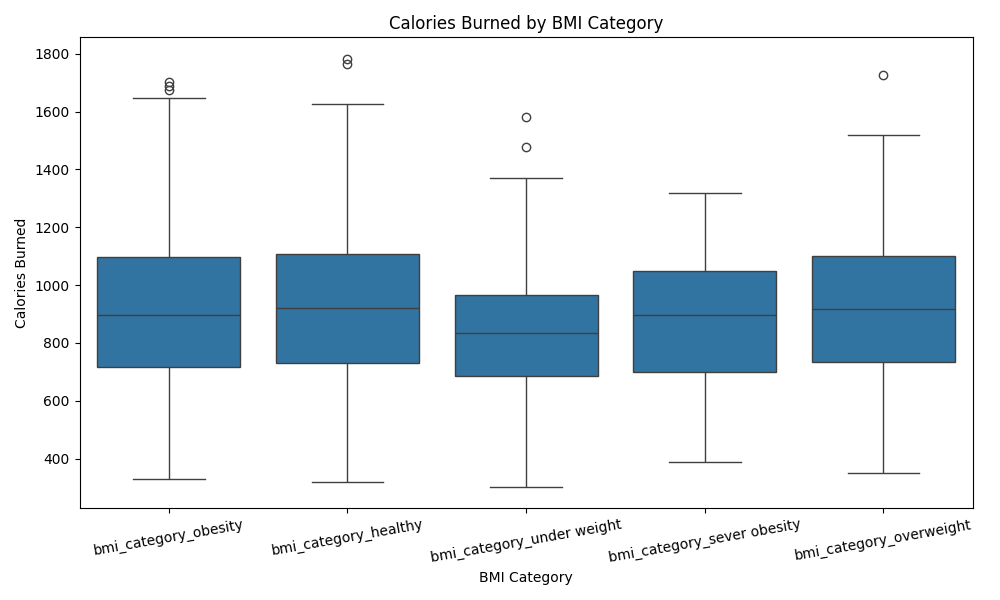 Calories Burned by BMI Category
Calories Burned
1800
1600
1400
1200
1000
800
600
400
bmi_category_obesity
bmi_category_healthy
bmi_category_under weight
bmi_category_sever obesity
bmi_category_overweight
BMI Category